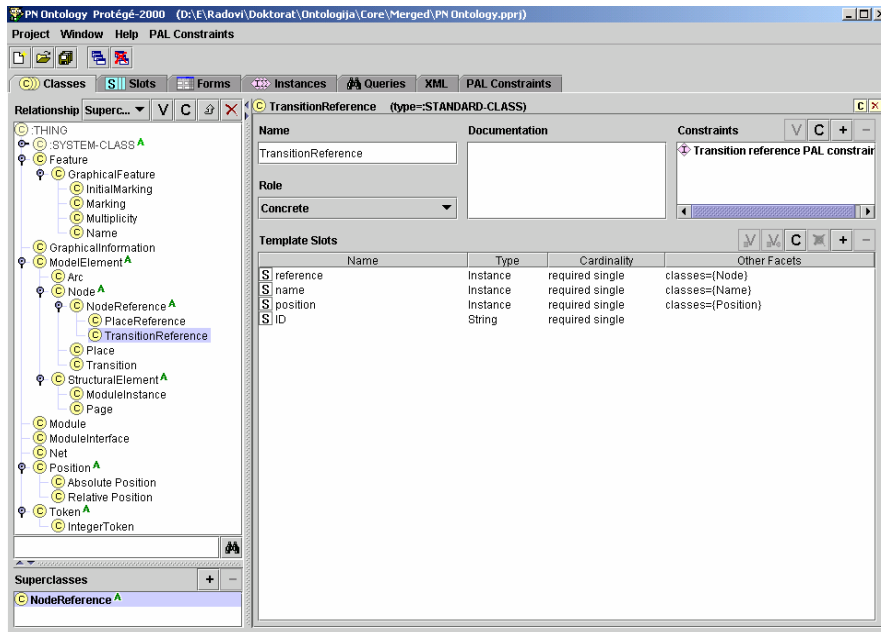 PN Ontology Protégé-2000 (D:\E\Radovi\Doktorat\Ontologija\Core\Merged\PN Ontology.pprj)
Project Window Help PAL Constraints
C Classes S Slots Forms Instances Queries XML PAL Constraints
Relationship Superc... V C
C TransitionReference (type=:STANDARD-CLASS) C ×
Name Documentation Constraints V C + −
TransitionReference
Transition reference PAL constrair
Role
Concrete
Template Slots C + −
Name Type Cardinality Other Facets
S reference Instance required single classes={Node}
S name Instance required single classes={Name}
S position Instance required single classes={Position}
S ID String required single
C :THING
C :SYSTEM-CLASS A
C Feature
C GraphicalFeature
C InitialMarking
C Marking
C Multiplicity
C Name
C GraphicalInformation
C ModelElement A
C Arc
C Node A
C NodeReference A
C PlaceReference
C TransitionReference
C Place
C Transition
C StructuralElement A
C ModuleInstance
C Page
C Module
C ModuleInterface
C Net
C Position A
C Absolute Position
C Relative Position
C Token A
C IntegerToken
Superclasses + −
C NodeReference A